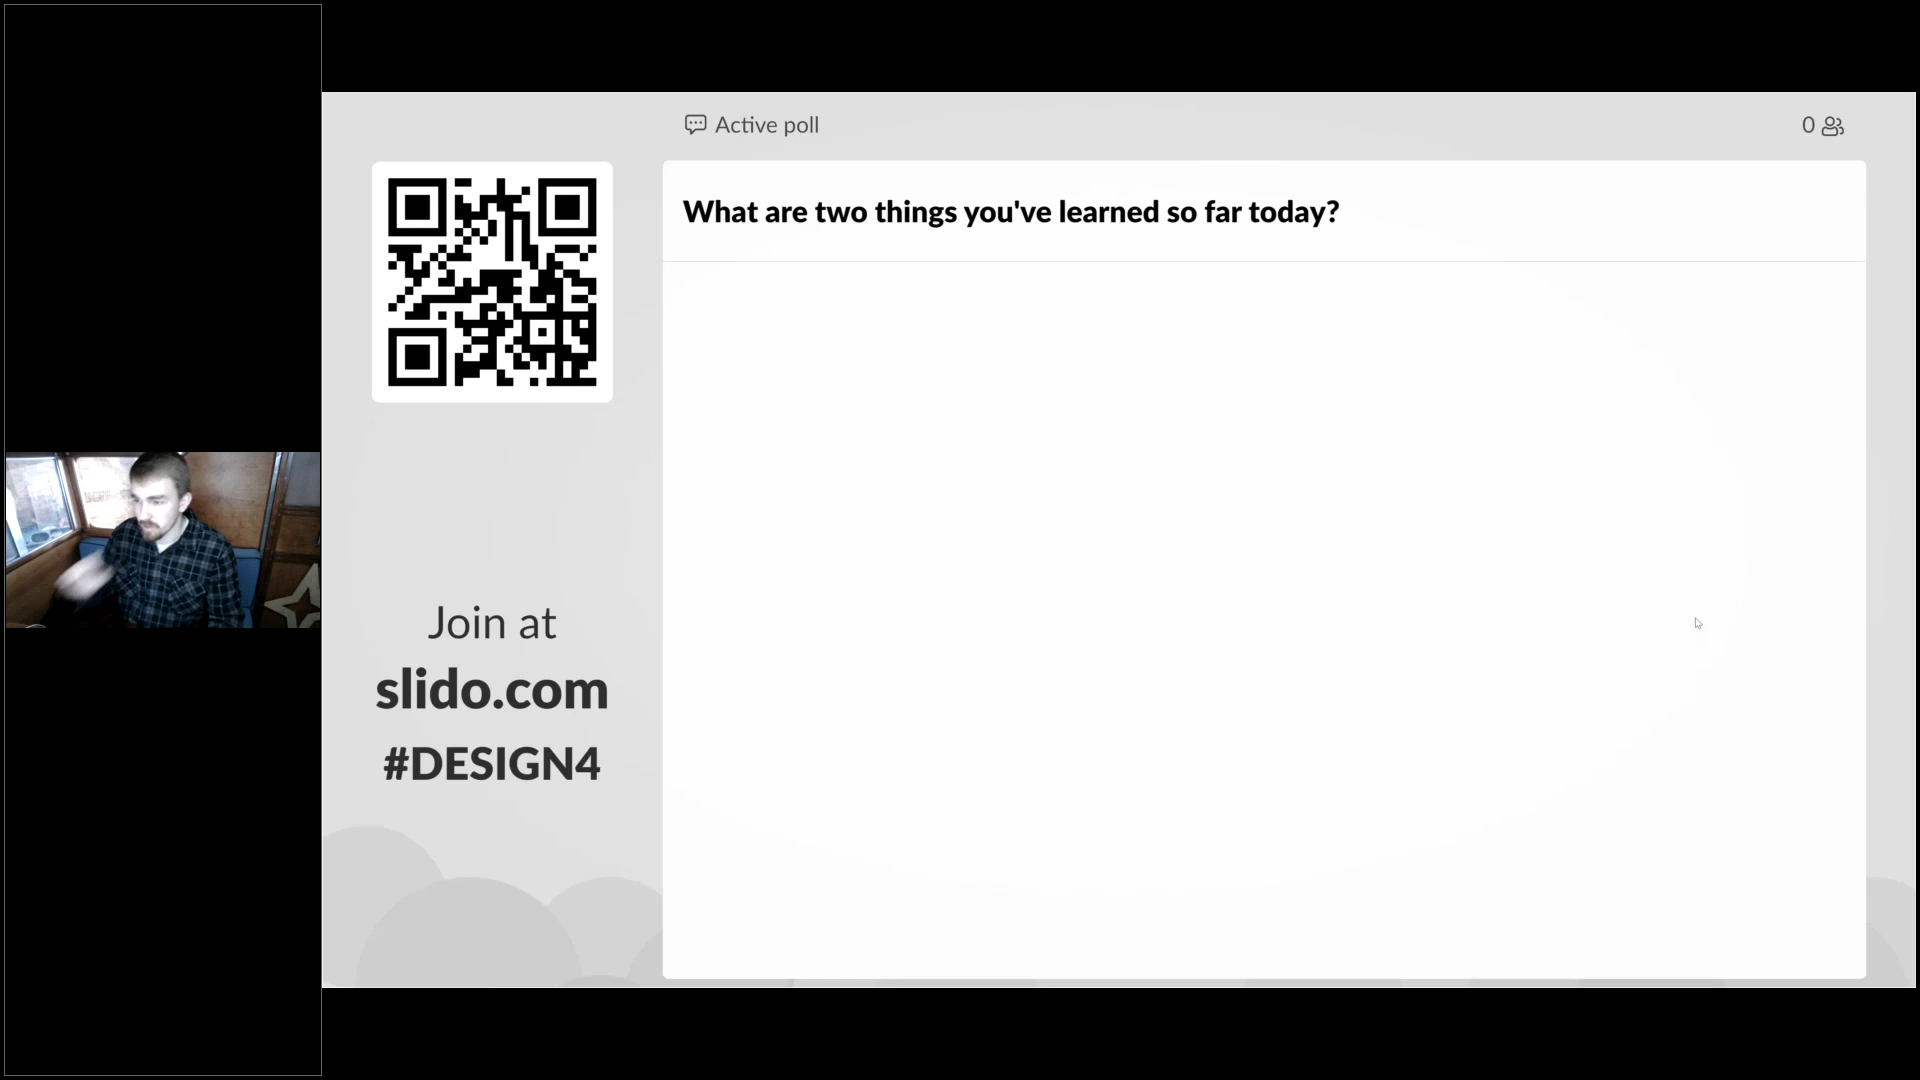 Active poll
0
What are two things you've learned so far today?
Join at
slido.com
#DESIGN4